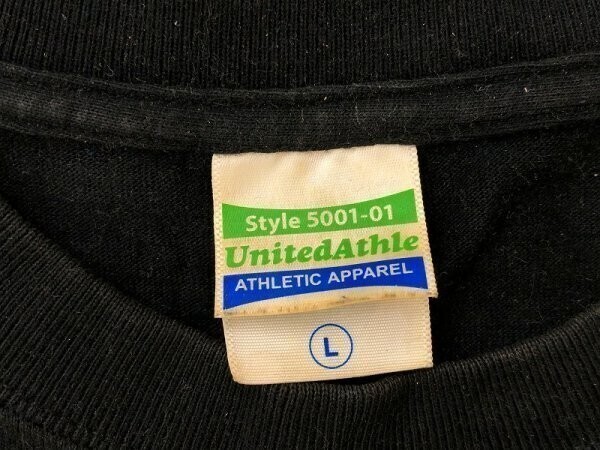 Style 5001-01
UnitedAthle
ATHLETIC APPAREL
L